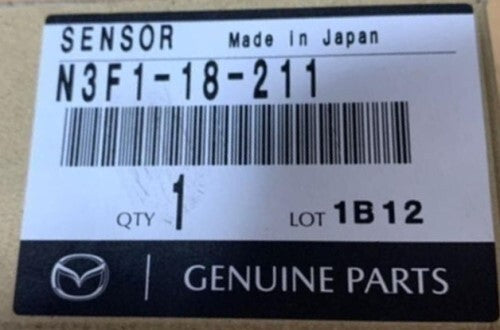 SENSOR Made in Japan
N3F1-18-211
QTY 1 LOT 1B12
GENUINE PARTS